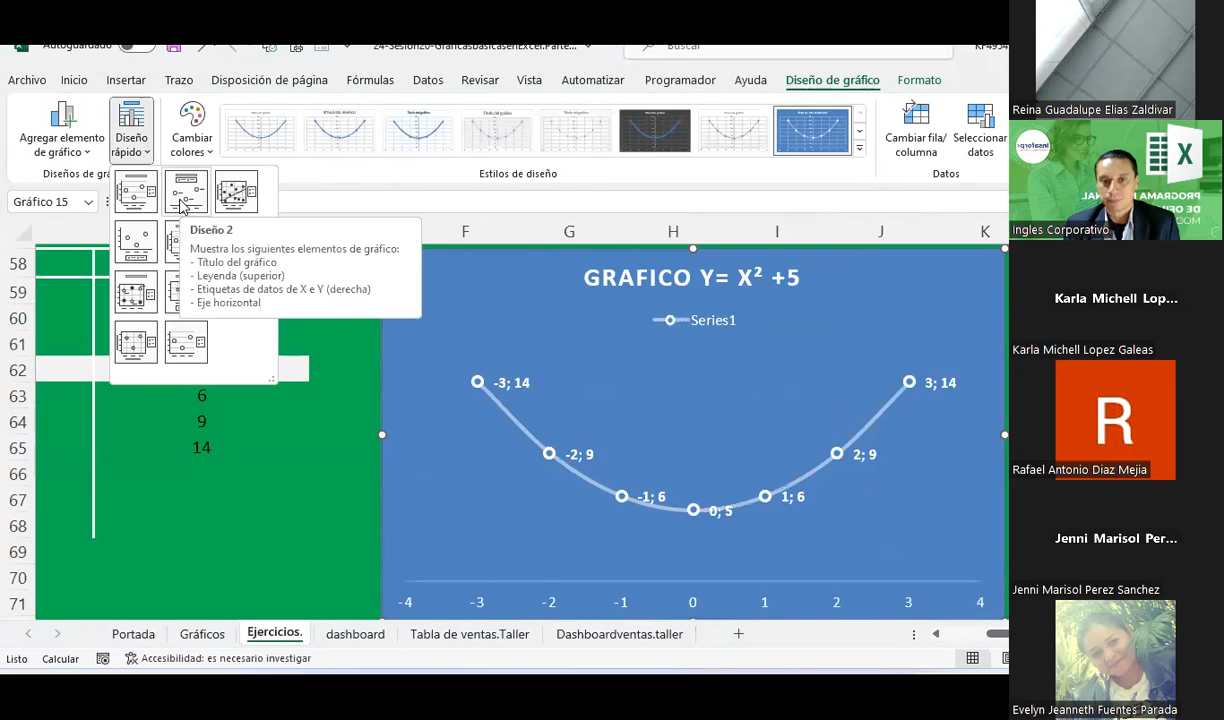 Autoguardado
24-Sesion20-GraficasbasicasenExcel.Parte...
Buscar
Archivo Inicio Insertar Trazo Disposición de página Fórmulas Datos Revisar Vista Automatizar Programador Ayuda Diseño de gráfico Formato
Agregar elemento de gráfico
Diseño rápido
Cambiar colores
Cambiar fila/ columna
Seleccionar datos
Diseños de grá
Estilos de diseño
Datos
Gráfico 15
Diseño 2
Muestra los siguientes elementos de gráfico:
- Título del gráfico
- Leyenda (superior)
- Etiquetas de datos de X e Y (derecha)
- Eje horizontal
F G H I J K
58
59
60
61
62
63 6
64 9
65 14
66
67
68
69
70
71
GRAFICO Y= X² +5
Series1
-3; 14
3; 14
-2; 9
2; 9
-1; 6
1; 6
0; 5
-4 -3 -2 -1 0 1 2 3 4
Portada Gráficos Ejercicios. dashboard Tabla de ventas.Taller Dashboardventas.taller
Listo Calcular Accesibilidad: es necesario investigar
Reina Guadalupe Elias Zaldivar
Ingles Corporativo
Karla Michell Lop...
Karla Michell Lopez Galeas
R
Rafael Antonio Diaz Mejia
Jenni Marisol Per...
Jenni Marisol Perez Sanchez
Evelyn Jeanneth Fuentes Parada